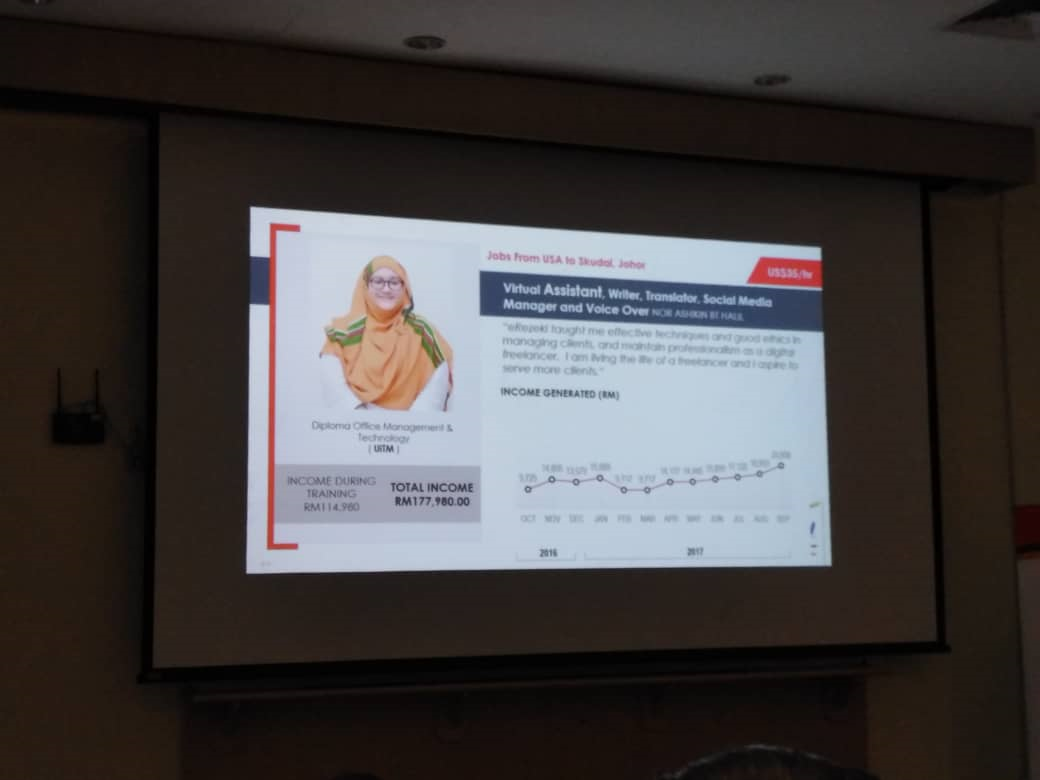 Jobs From USA to Skudai, Johor
US$35/hr
Virtual Assistant, Writer, Translator, Social Media
Manager and Voice Over NOR ASHIKIN BT HALIL
"eRezeki taught me effective techniques and good ethics in
managing clients, and maintain professionalism as a digital
freelancer. I am living the life of a freelancer and I aspire to
serve more clients."
INCOME GENERATED (RM)
Diploma Office Management &
Technology
( UiTM )
INCOME DURING
TRAINING
RM114,980
TOTAL INCOME
RM177,980.00
OCT NOV DEC JAN FEB MAR APR MAY JUN JUL AUG SEP
2016 2017